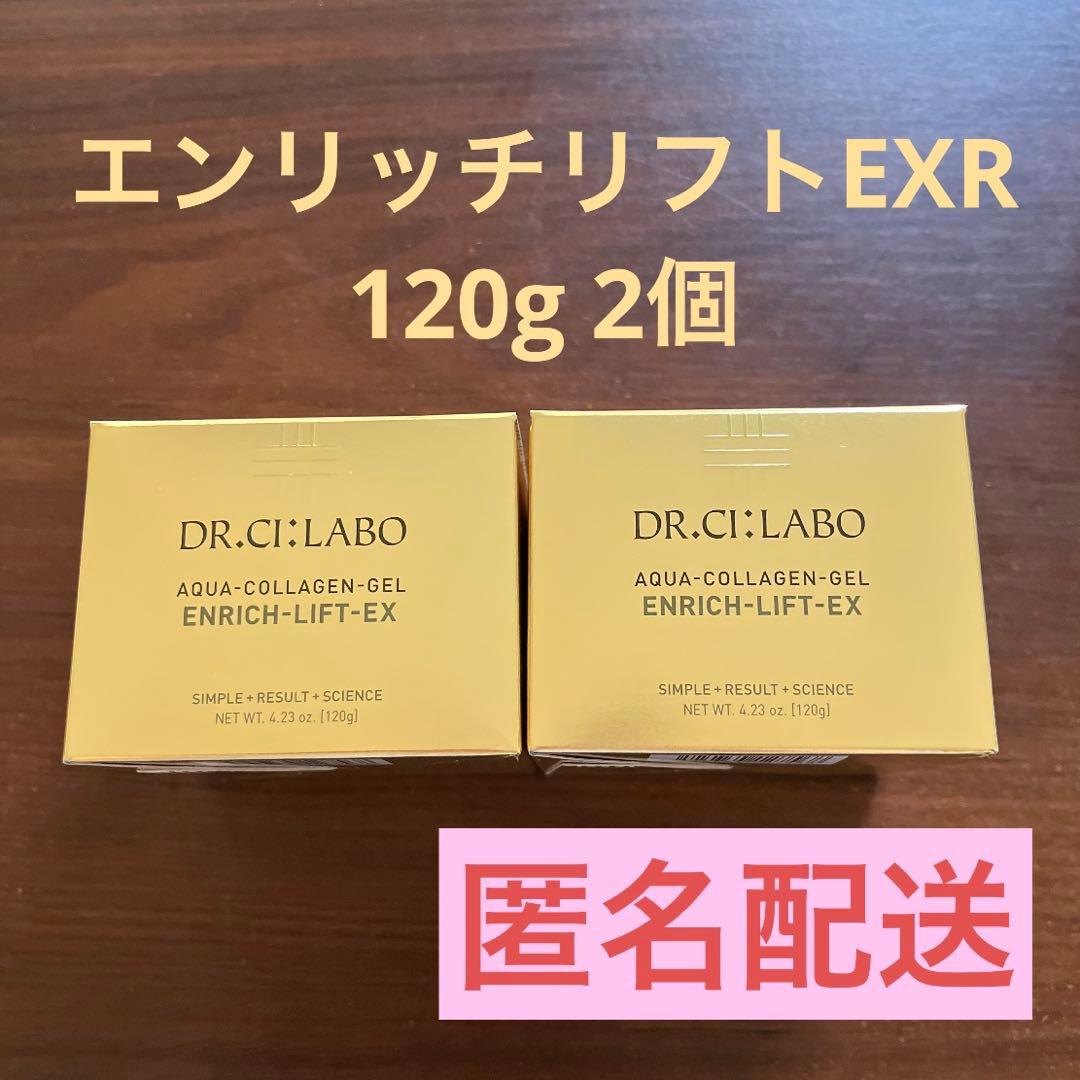 エンリッチリフトEXR
120g 2個
DR.CI:LABO
AQUA-COLLAGEN-GEL
ENRICH-LIFT-EX
SIMPLE+RESULT+SCIENCE
NET WT. 4.23 oz. [120g]
DR.CI:LABO
AQUA-COLLAGEN-GEL
ENRICH-LIFT-EX
SIMPLE+RESULT+SCIENCE
NET WT. 4.23 oz. [120g]
匿名配送